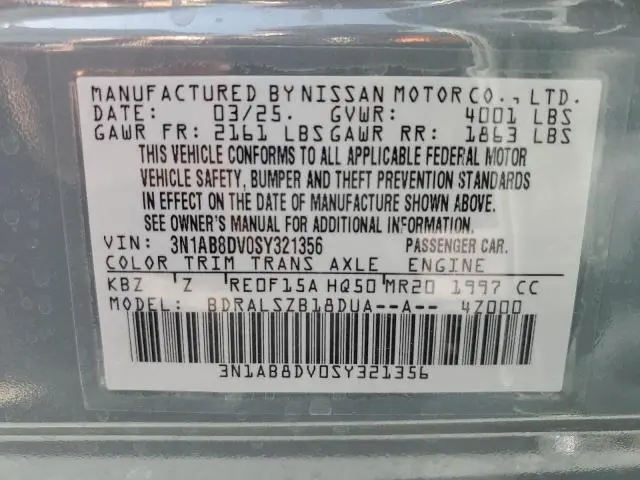 MANUFACTURED BY NISSAN MOTOR CO., LTD.
DATE: 03/25. GVWR: 4001 LBS
GAWR FR: 2161 LBS GAWR RR: 1863 LBS
THIS VEHICLE CONFORMS TO ALL APPLICABLE FEDERAL MOTOR
VEHICLE SAFETY, BUMPER AND THEFT PREVENTION STANDARDS
IN EFFECT ON THE DATE OF MANUFACTURE SHOWN ABOVE.
SEE OWNER'S MANUAL FOR ADDITIONAL INFORMATION.
VIN: 3N1AB8DV0SY321356 PASSENGER CAR.
COLOR TRIM TRANS AXLE ENGINE
KBZ Z RE0F15A HQ50 MR20 1997 CC
MODEL: BDRALSZB18DUA--A-- 4Z000
3N1AB8DV0SY321356